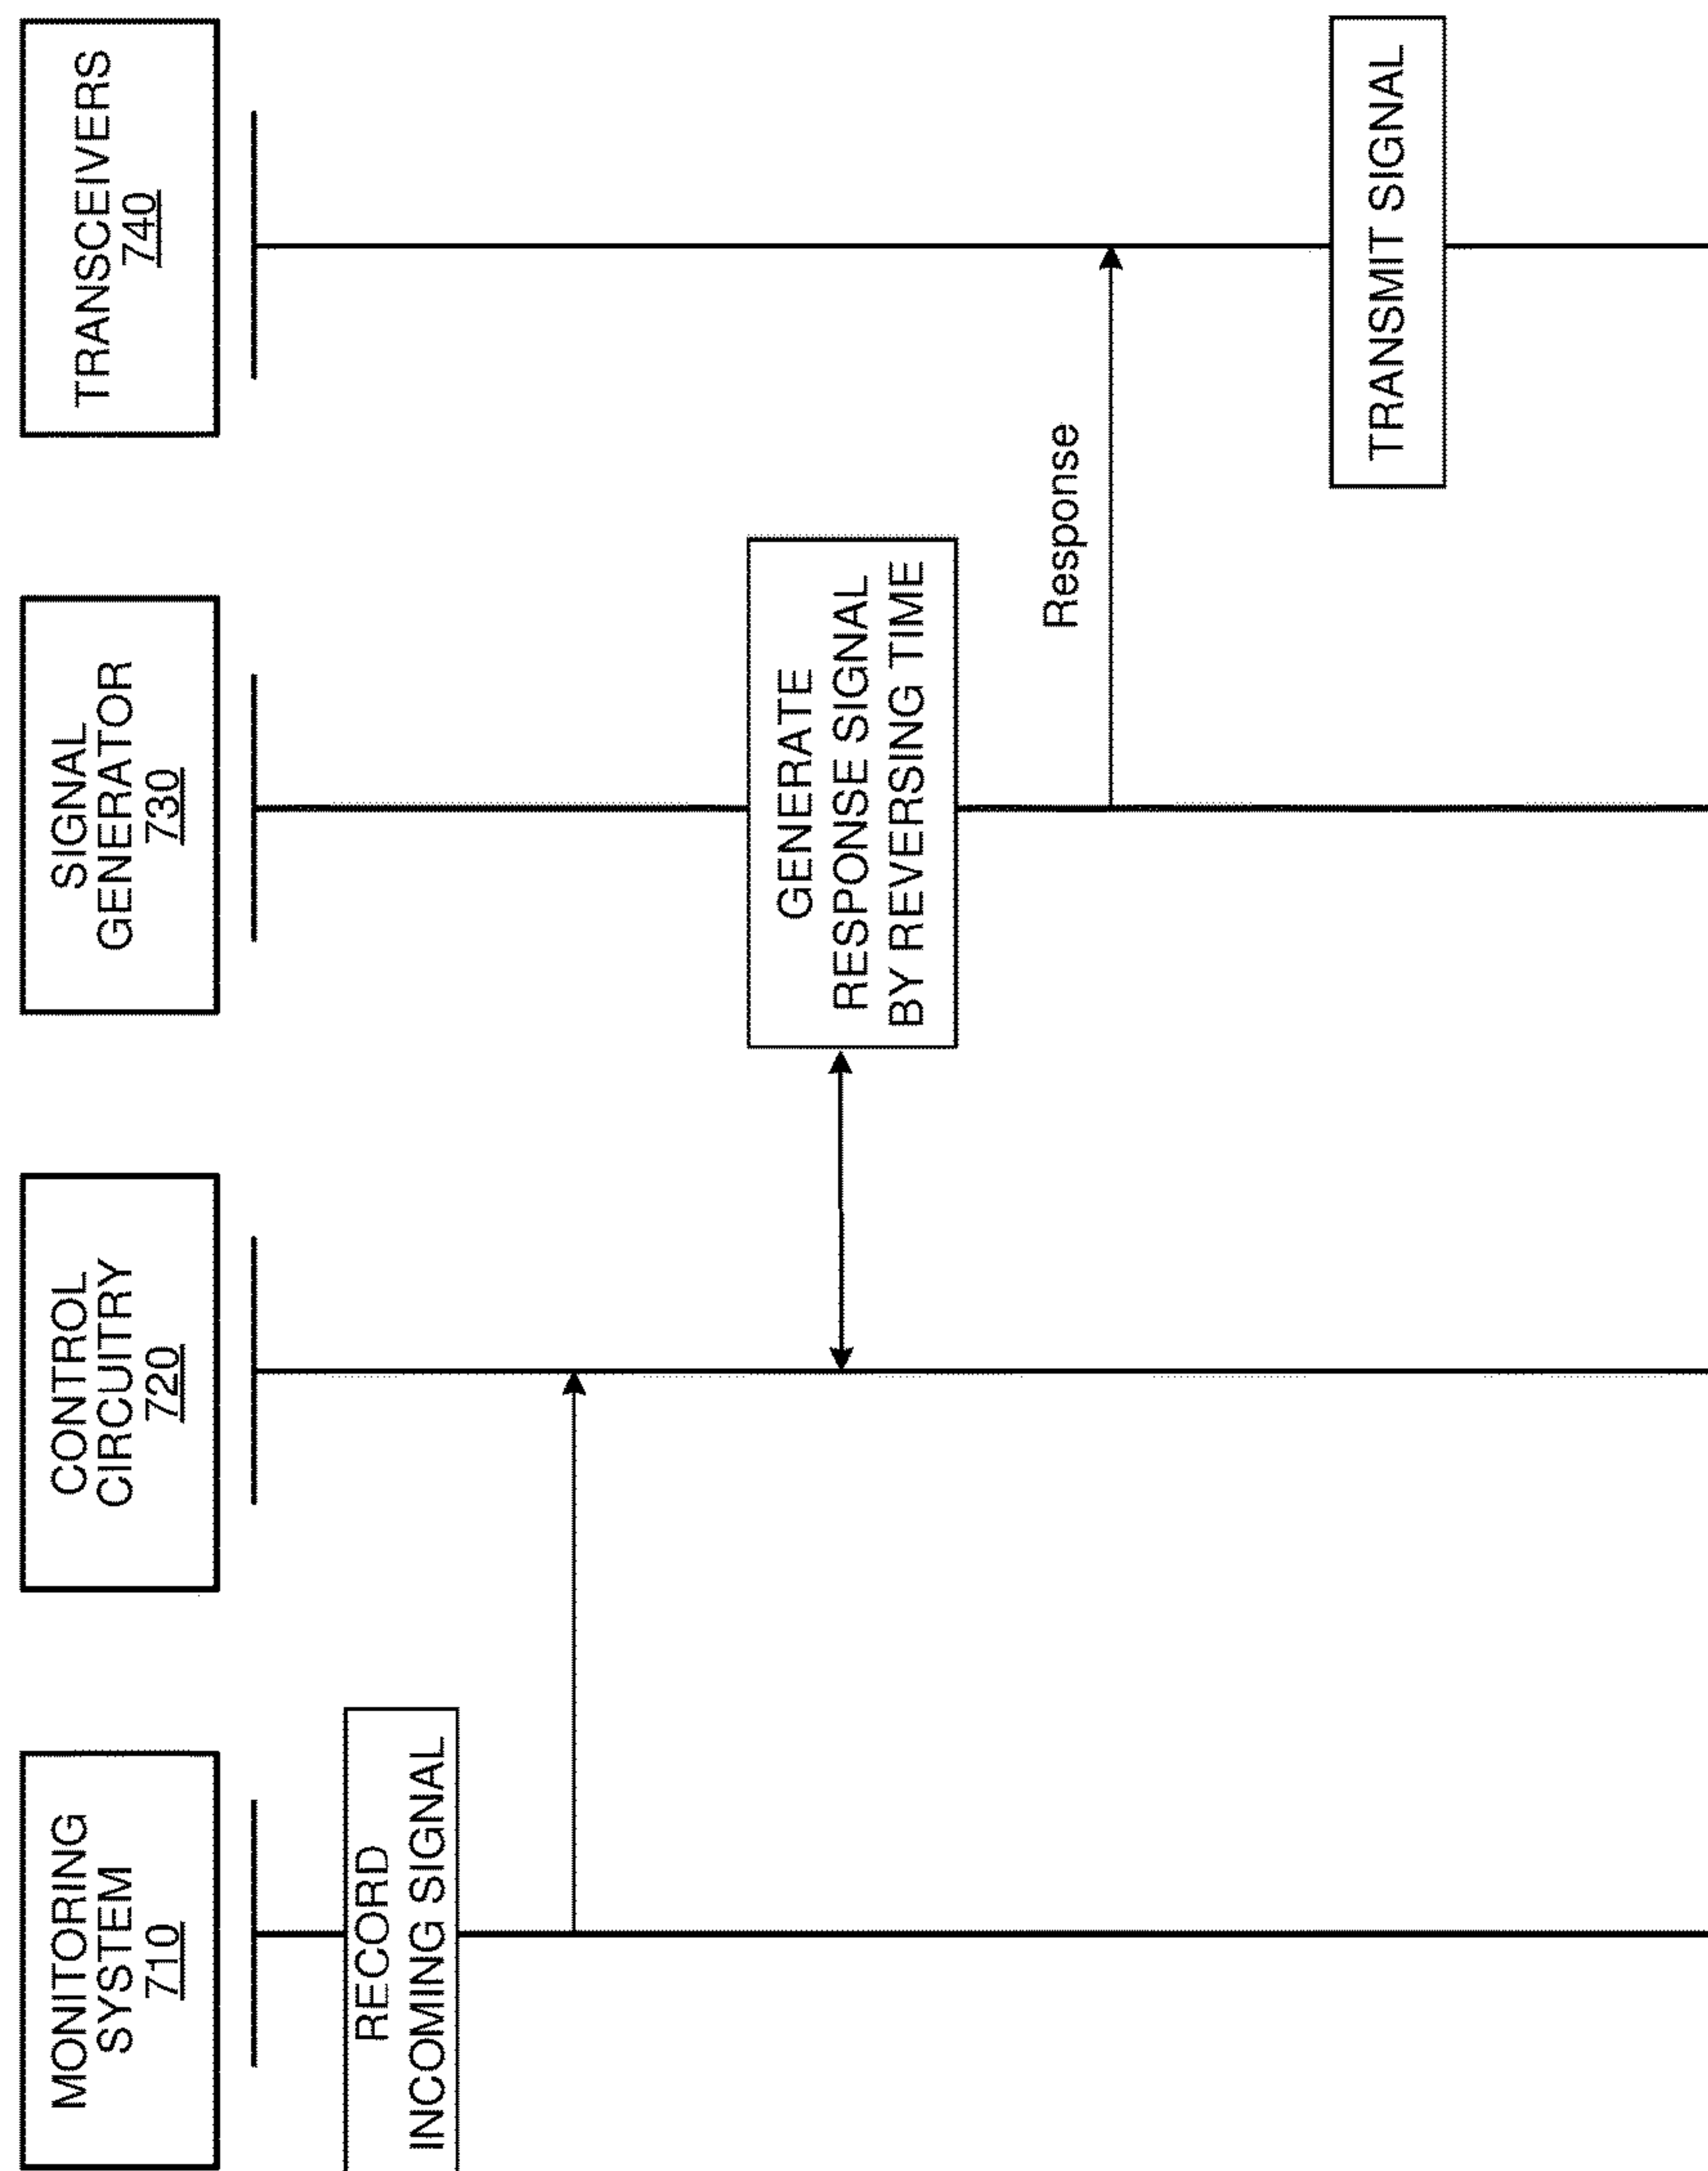 MONITORING
SYSTEM
710
CONTROL
CIRCUITRY
720
SIGNAL
GENERATOR
730
TRANSCEIVERS
740
RECORD
INCOMING SIGNAL
GENERATE
RESPONSE SIGNAL
BY REVERSING TIME
Response
TRANSMIT SIGNAL